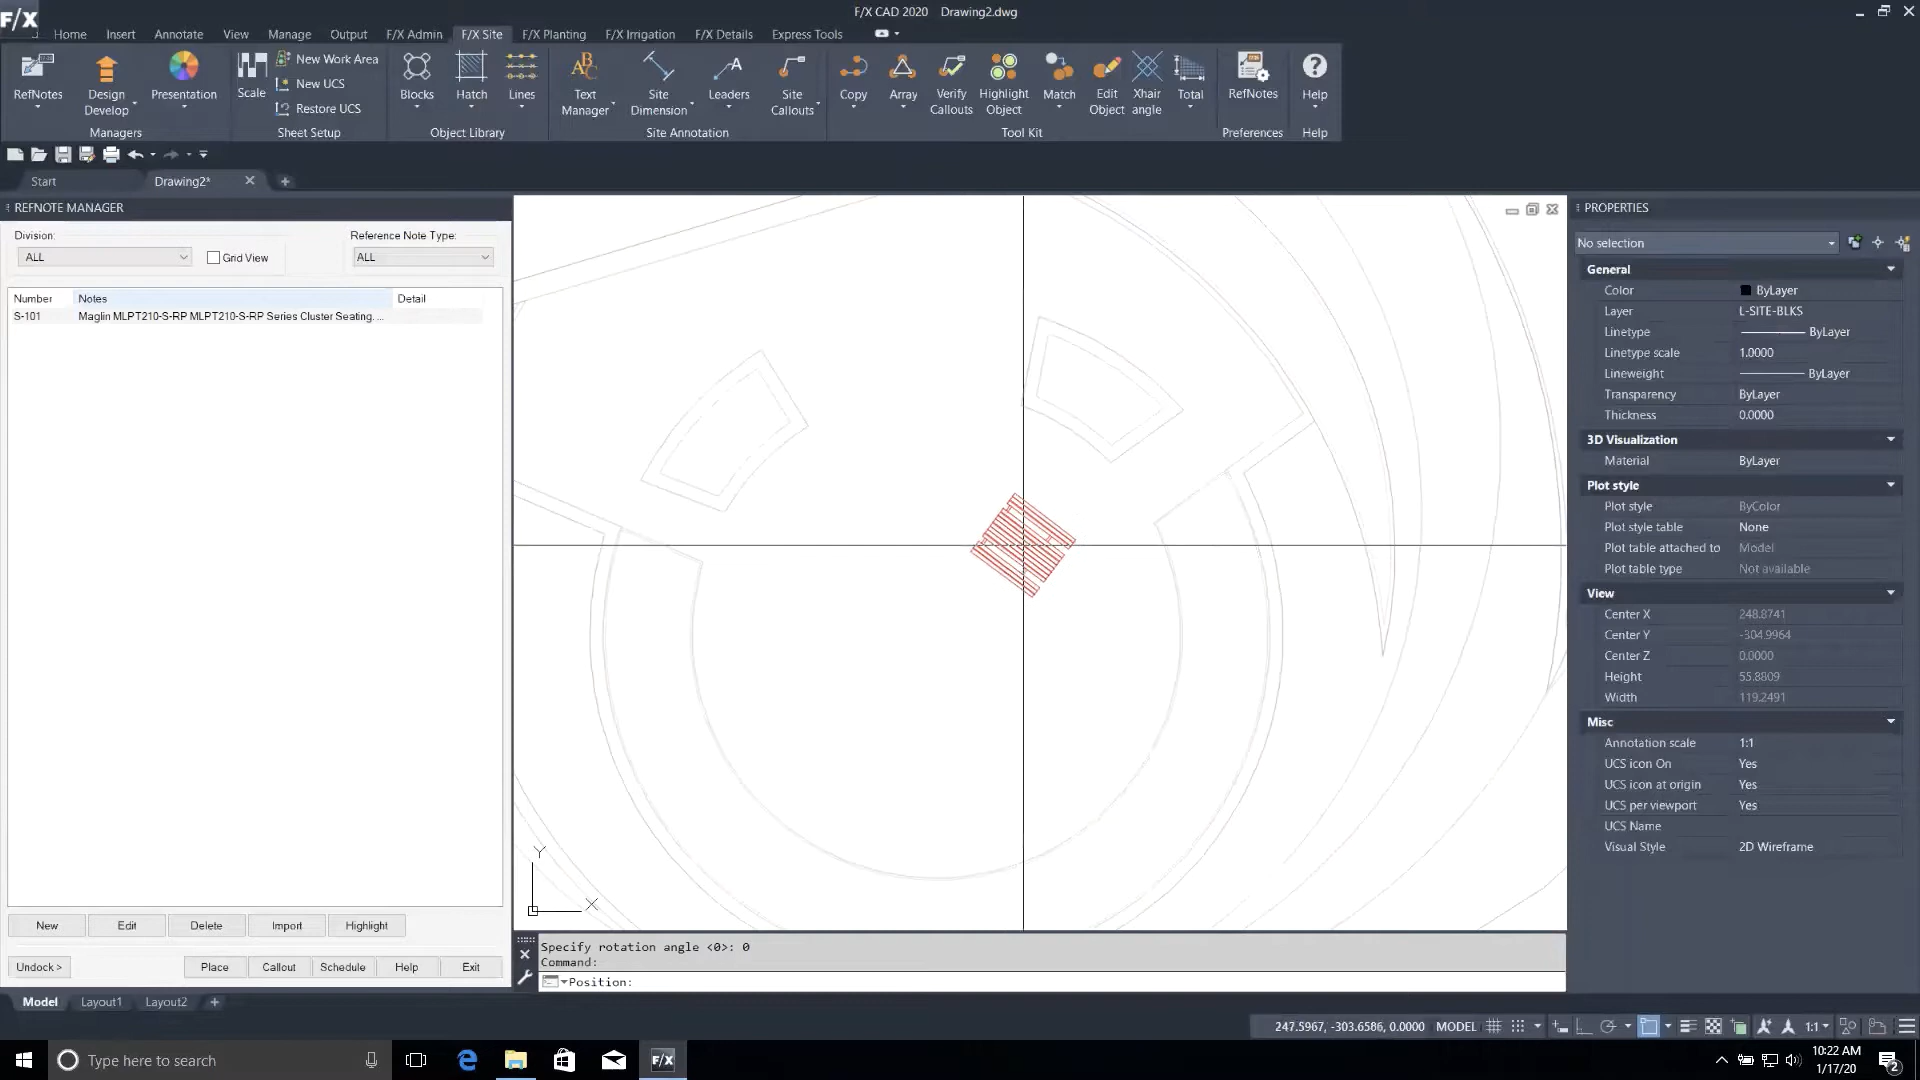 F/X
F/X CAD 2020 Drawing2.dwg
Home Insert Annotate View Manage Output F/X Admin F/X Site F/X Planting F/X Irrigation F/X Details Express Tools
RefNotes
Design Develop
Presentation
Managers
Scale
New Work Area
New UCS
Restore UCS
Sheet Setup
Blocks
Hatch
Lines
Object Library
Text Manager
Site Dimension
Leaders
Site Callouts
Site Annotation
Copy
Array
Verify Callouts
Highlight Object
Match
Edit Object
Xhair angle
Total
Tool Kit
RefNotes
Preferences
Help
Help
Start
Drawing2*
REFNOTE MANAGER
Division:
Reference Note Type:
ALL
Grid View
ALL
Number Notes Detail
S-101 Maglin MLPT210-S-RP MLPT210-S-RP Series Cluster Seating. ...
New Edit Delete Import Highlight
Undock > Place Callout Schedule Help Exit
Y
X
Specify rotation angle <0>: 0
Command:
Position:
PROPERTIES
No selection
General
Color ByLayer
Layer L-SITE-BLKS
Linetype ByLayer
Linetype scale 1.0000
Lineweight ByLayer
Transparency ByLayer
Thickness 0.0000
3D Visualization
Material ByLayer
Plot style
Plot style ByColor
Plot style table None
Plot table attached to Model
Plot table type Not available
View
Center X 248.8741
Center Y -304.9964
Center Z 0.0000
Height 55.8809
Width 119.2491
Misc
Annotation scale 1:1
UCS icon On Yes
UCS icon at origin Yes
UCS per viewport Yes
UCS Name
Visual Style 2D Wireframe
Model Layout1 Layout2
247.5967, -303.6586, 0.0000 MODEL 1:1
Type here to search
F/X
10:22 AM
1/17/20
2